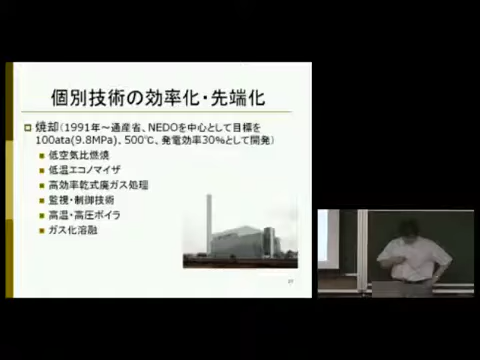 個別技術の効率化・先端化
焼却(1991年～通産省、NEDOを中心として目標を
100ata(9.8MPa)、500℃、発電効率30%として開発)
低空気比燃焼
低温エコノマイザ
高効率乾式廃ガス処理
監視・制御技術
高温・高圧ボイラ
ガス化溶融